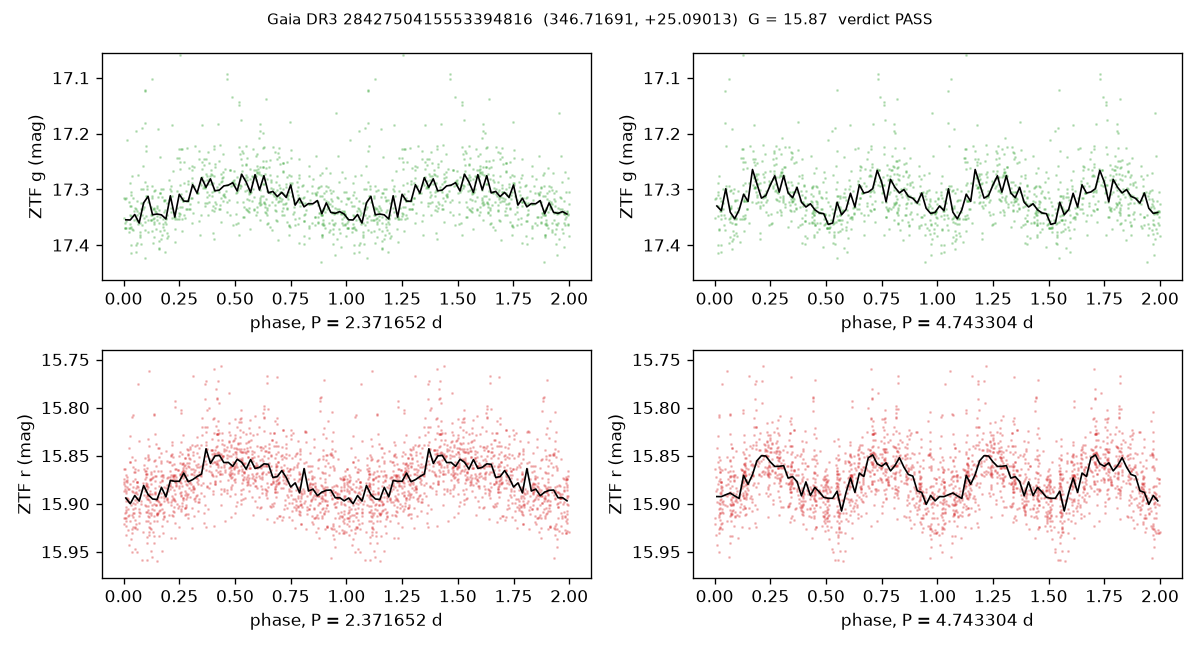 Gaia DR3 2842750415553394816 (346.71691, +25.09013) G = 15.87 verdict PASS
ZTF g (mag)
17.1
17.2
17.3
17.4
0.00 0.25 0.50 0.75 1.00 1.25 1.50 1.75 2.00
phase, P = 2.371652 d
ZTF g (mag)
17.1
17.2
17.3
17.4
0.00 0.25 0.50 0.75 1.00 1.25 1.50 1.75 2.00
phase, P = 4.743304 d
ZTF r (mag)
15.75
15.80
15.85
15.90
15.95
0.00 0.25 0.50 0.75 1.00 1.25 1.50 1.75 2.00
phase, P = 2.371652 d
ZTF r (mag)
15.75
15.80
15.85
15.90
15.95
0.00 0.25 0.50 0.75 1.00 1.25 1.50 1.75 2.00
phase, P = 4.743304 d